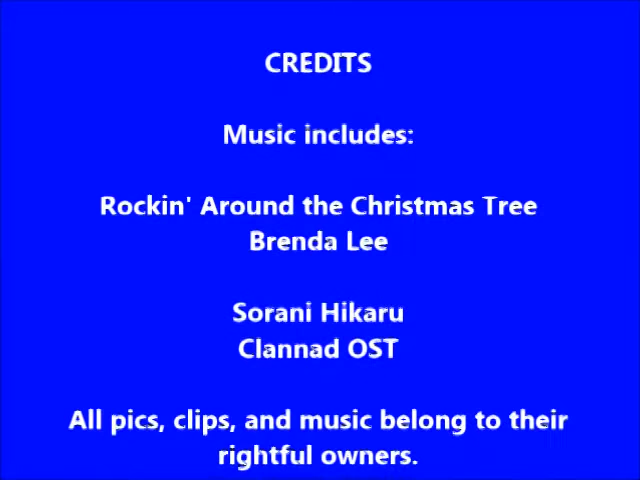 CREDITS
Music includes:
Rockin' Around the Christmas Tree
Brenda Lee
Sorani Hikaru
Clannad OST
All pics, clips, and music belong to their
rightful owners.